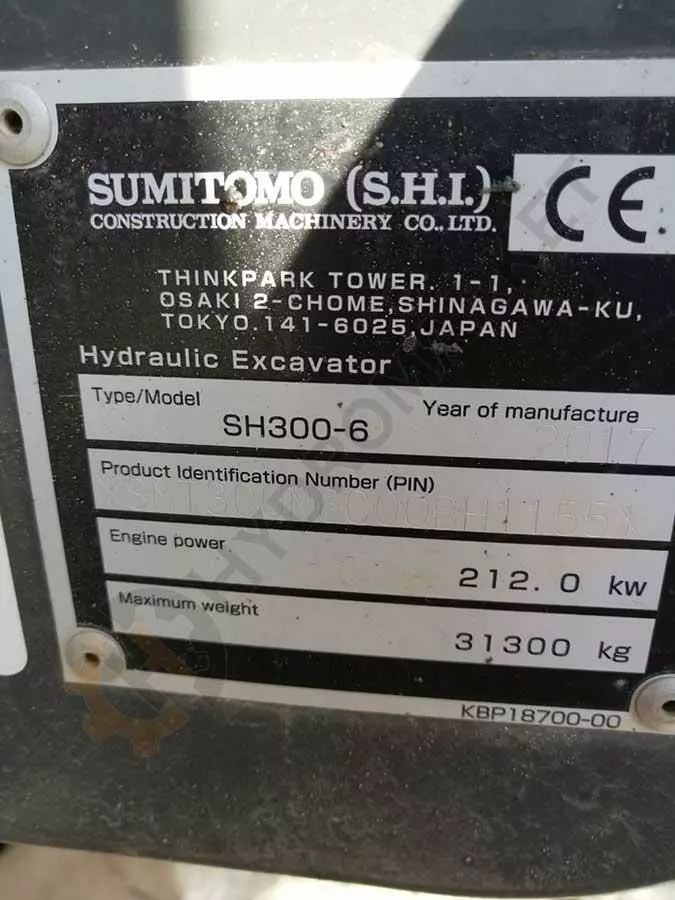 SUMITOMO (S.H.I.)
CONSTRUCTION MACHINERY CO., LTD.
CE
THINKPARK TOWER. 1-1,
OSAKI 2-CHOME,SHINAGAWA-KU,
TOKYO.141-6025,JAPAN
Hydraulic Excavator
Type/Model SH300-6
Year of manufacture 2017
Product Identification Number (PIN)
Engine power 212.0 kw
Maximum weight 31300 kg
KBP18700-00